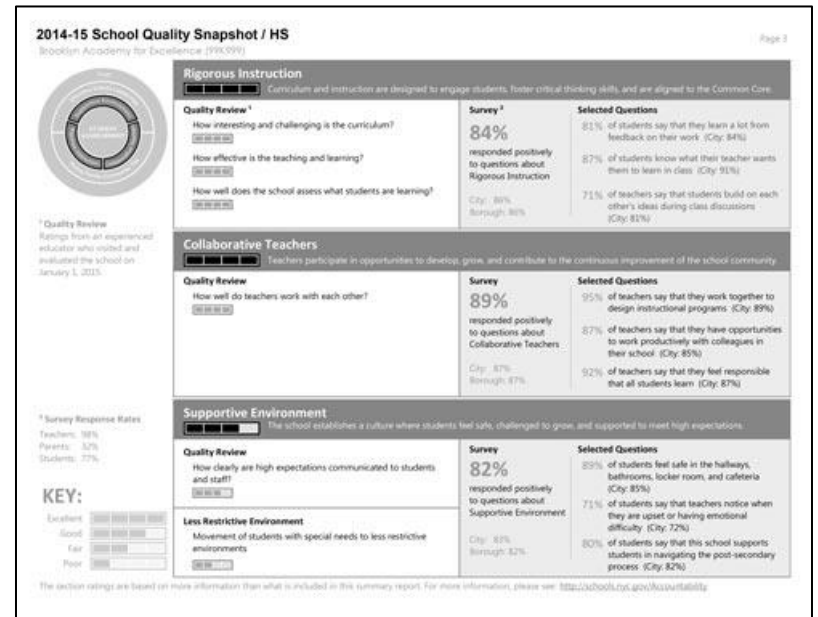 2014-15 School Quality Snapshot / HS
Page 3
Brooklyn Academy for Excellence (99K999)
Rigorous Instruction
Curriculum and instruction are designed to engage students, foster critical thinking skills, and are aligned to the Common Core.
Quality Review ¹
How interesting and challenging is the curriculum?
How effective is the teaching and learning?
How well does the school assess what students are learning?
Survey ²
84%
responded positively
to questions about
Rigorous Instruction
City: 86%
Borough: 86%
Selected Questions
81% of students say that they learn a lot from
feedback on their work (City: 84%)
87% of students know what their teacher wants
them to learn in class (City: 91%)
71% of teachers say that students build on each
other's ideas during class discussions
(City: 81%)
¹ Quality Review
Ratings from an experienced
educator who visited and
evaluated the school on
January 1, 2015
Collaborative Teachers
Teachers participate in opportunities to develop, grow, and contribute to the continuous improvement of the school community.
Quality Review
How well do teachers work with each other?
Survey
89%
responded positively
to questions about
Collaborative Teachers
City: 87%
Borough: 87%
Selected Questions
95% of teachers say that they work together to
design instructional programs (City: 89%)
87% of teachers say that they have opportunities
to work productively with colleagues in
their school (City: 85%)
92% of teachers say that they feel responsible
that all students learn (City: 87%)
² Survey Response Rates
Teachers: 98%
Parents: 32%
Students: 77%
Supportive Environment
The school establishes a culture where students feel safe, challenged to grow, and supported to meet high expectations.
Quality Review
How clearly are high expectations communicated to students
and staff?
Less Restrictive Environment
Movement of students with special needs to less restrictive
environments
Survey
82%
responded positively
to questions about
Supportive Environment
City: 83%
Borough: 82%
Selected Questions
89% of students feel safe in the hallways,
bathrooms, locker room, and cafeteria
(City: 85%)
71% of students say that teachers notice when
they are upset or having emotional
difficulty (City: 72%)
80% of students say that this school supports
students in navigating the post-secondary
process (City: 82%)
KEY:
Excellent
Good
Fair
Poor
The section ratings are based on more information than what is included in this summary report. For more information, please see: http://schools.nyc.gov/Accountability